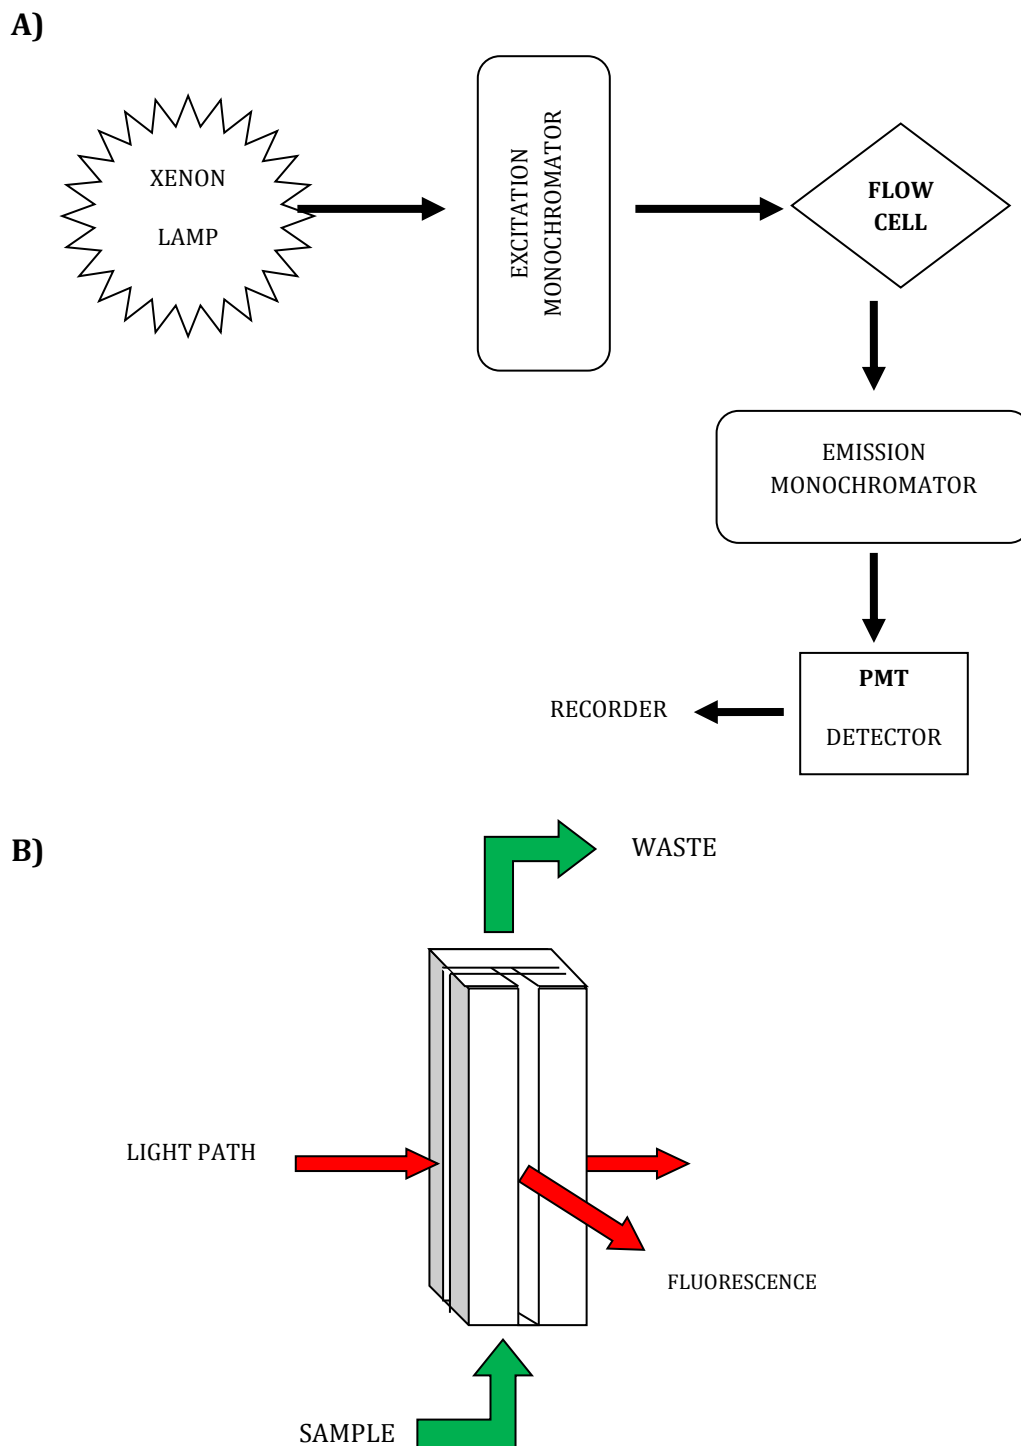 A)
XENON
LAMP
EXCITATION
MONOCHROMATOR
FLOW
CELL
EMISSION
MONOCHROMATOR
PMT
DETECTOR
RECORDER
B)
WASTE
LIGHT PATH
FLUORESCENCE
SAMPLE